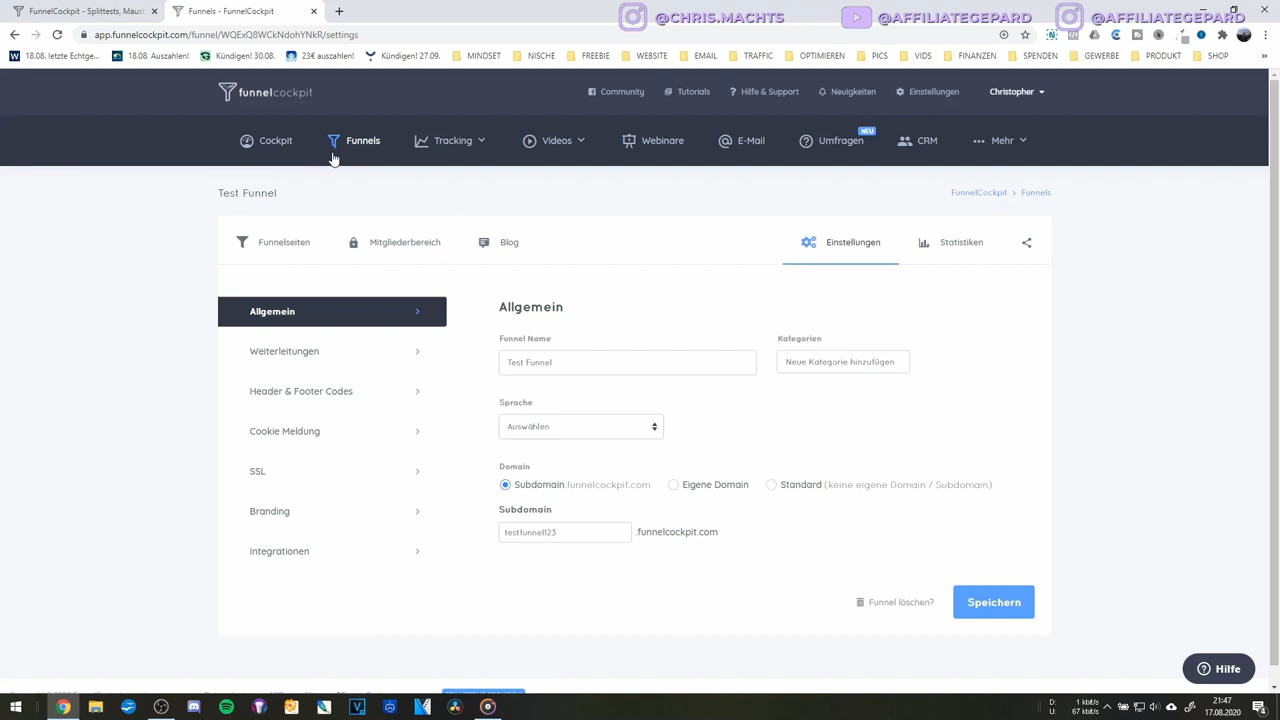 FunnelCockpit - Splittests, Maust
Funnels - FunnelCockpit
@CHRIS.MACHTS
@AFFILIATEGEPARD
@AFFILIATEGEPARD
app.funnelcockpit.com/funnel/WQExQ8WCkNdohYNkR/settings
18.08. letzte Echtge...
18.08. Auszahlen!
Kündigen! 30.08.
23€ auszahlen!
Kündigen! 27.09.
MINDSET
NISCHE
FREEBIE
WEBSITE
EMAIL
TRAFFIC
OPTIMIEREN
PICS
VIDS
FINANZEN
SPENDEN
GEWERBE
PRODUKT
SHOP
funnelcockpit
Community
Tutorials
Hilfe & Support
Neuigkeiten
Einstellungen
Christopher
Cockpit
Funnels
Tracking
Videos
Webinare
E-Mail
Umfragen
NEU
CRM
Mehr
Test Funnel
FunnelCockpit > Funnels
Funnelseiten
Mitgliederbereich
Blog
Einstellungen
Statistiken
Allgemein
Weiterleitungen
Header & Footer Codes
Cookie Meldung
SSL
Branding
Integrationen
Allgemein
Funnel Name
Kategorien
Test Funnel
Neue Kategorie hinzufügen
Sprache
Auswählen
Domain
Subdomain.funnelcockpit.com
Eigene Domain
Standard (keine eigene Domain / Subdomain)
Subdomain
testfunnel123
.funnelcockpit.com
Funnel löschen?
Speichern
Hilfe
D: 1 kbit/s
U: 67 kbit/s
21:47
17.08.2020
4